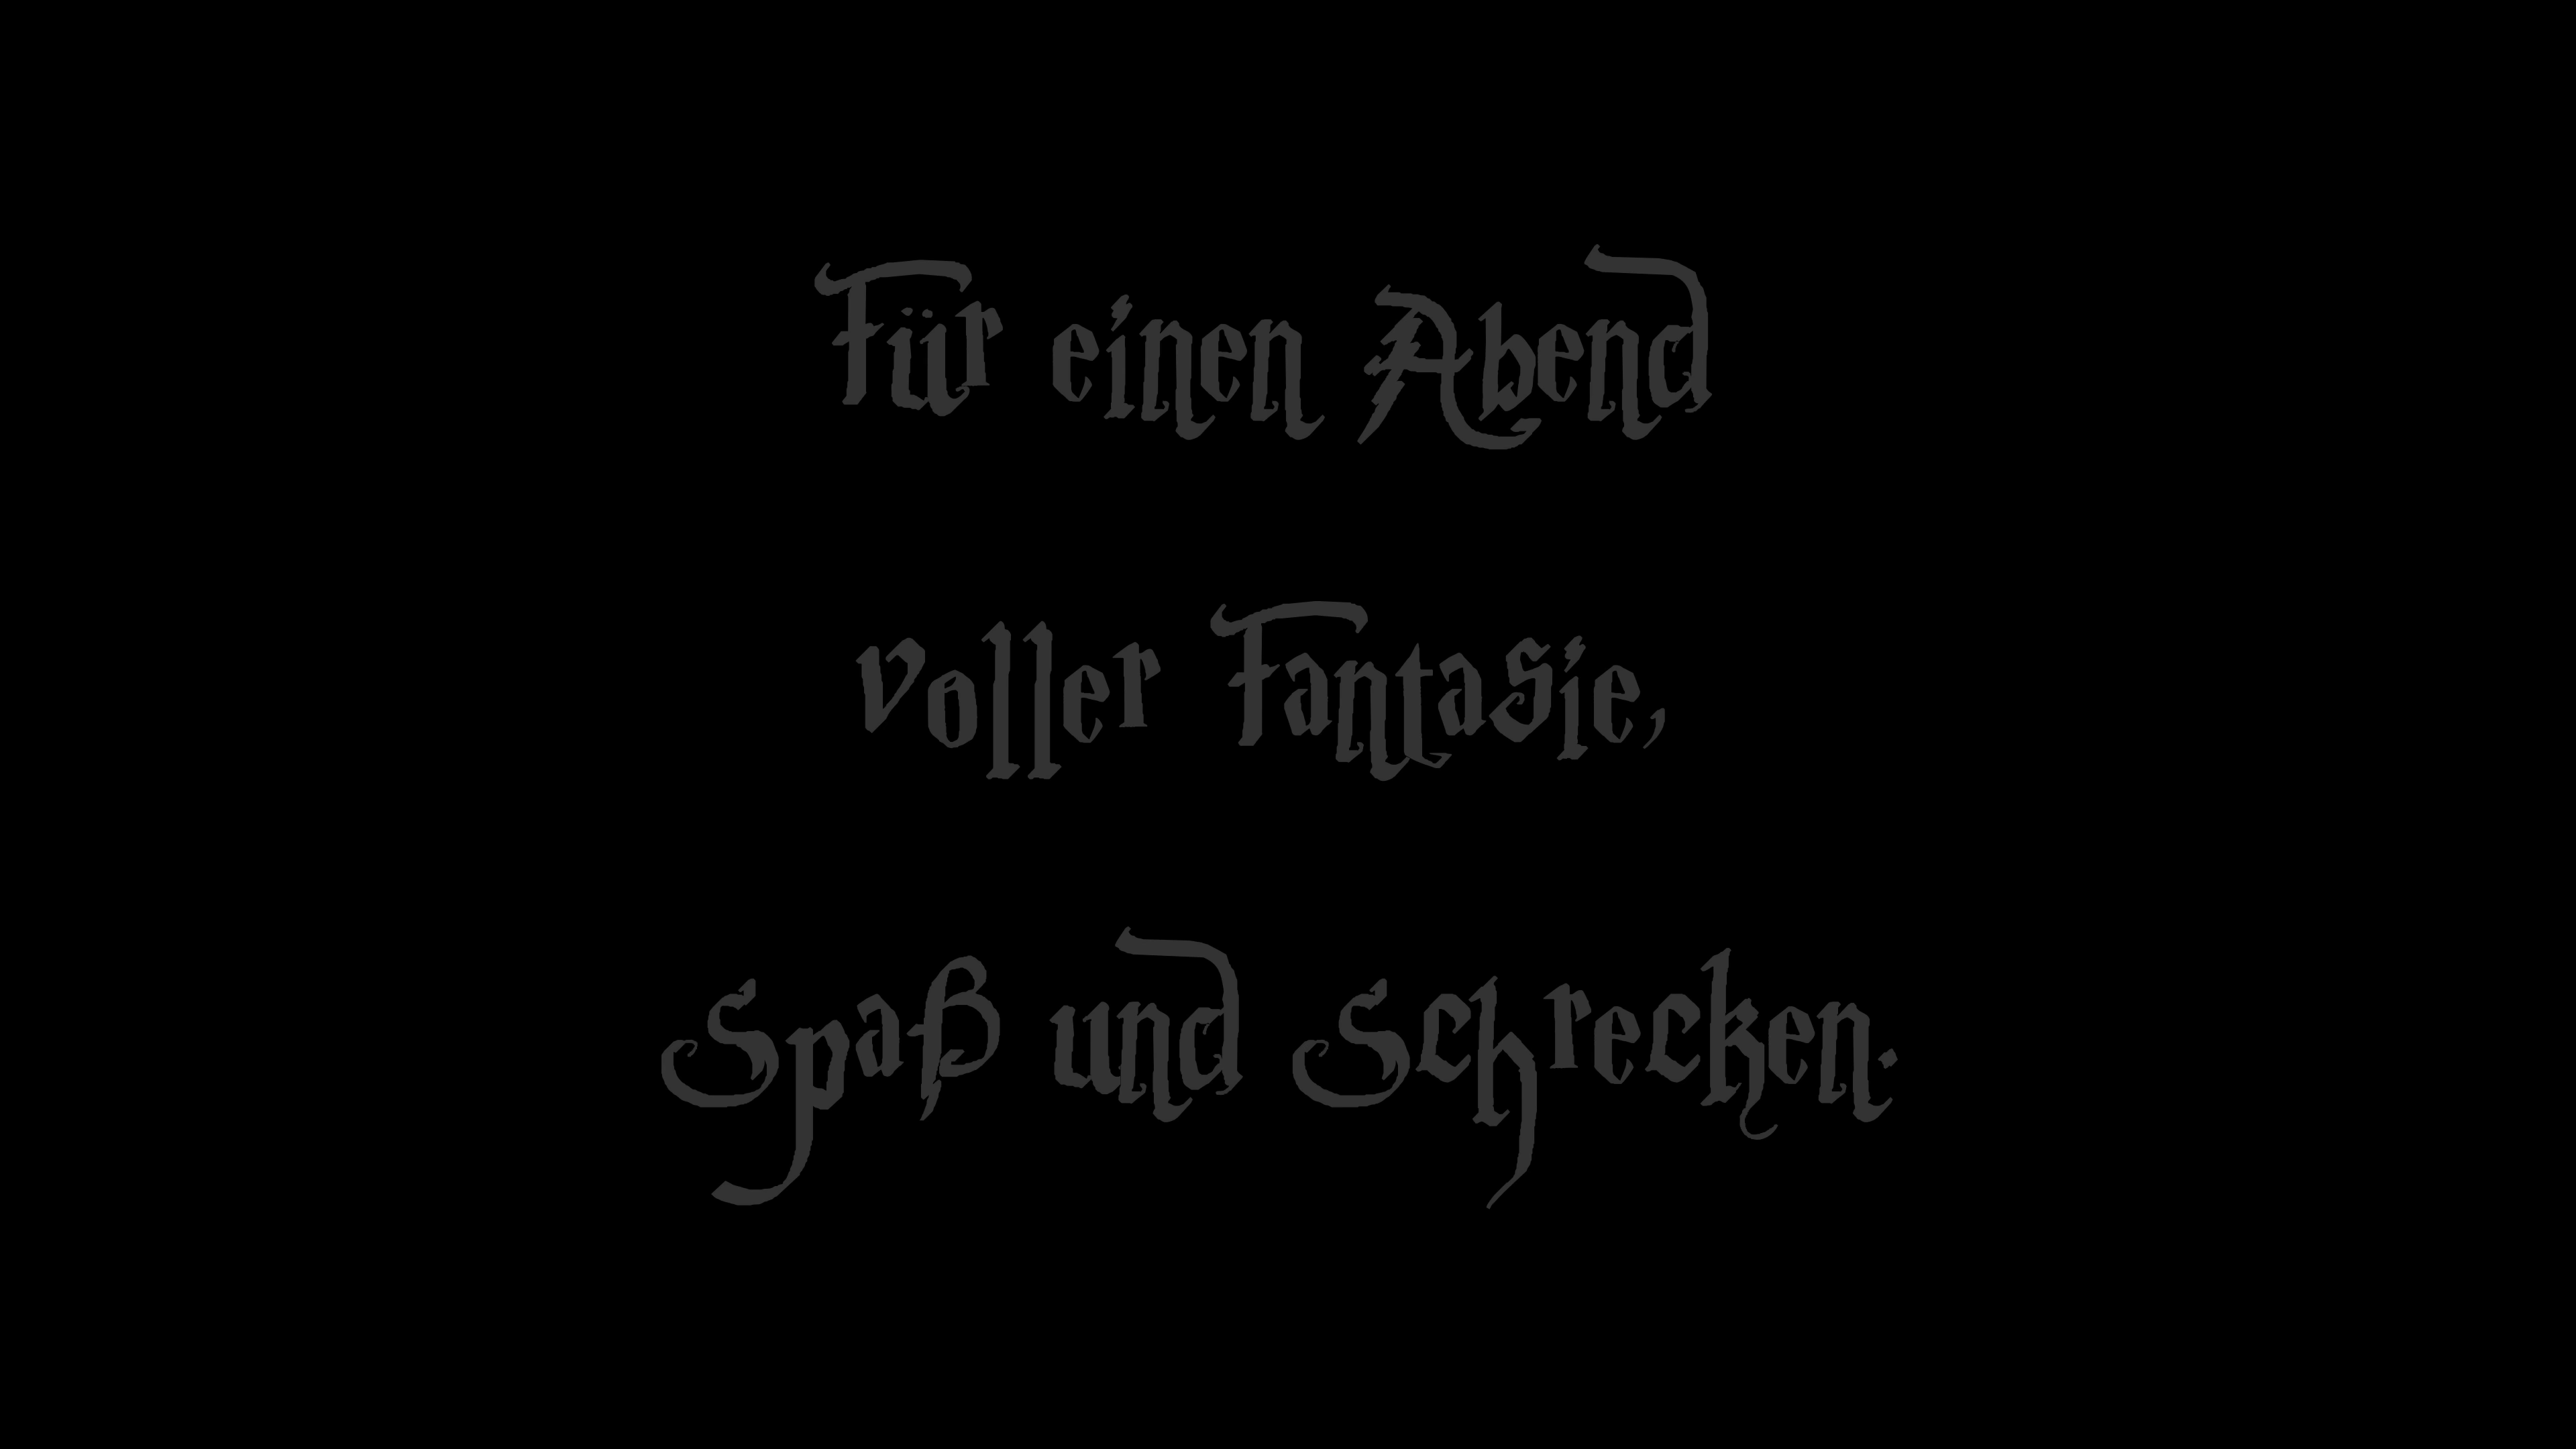 Für einen Abend
voller Fantasie,
Spaß und Schrecken.